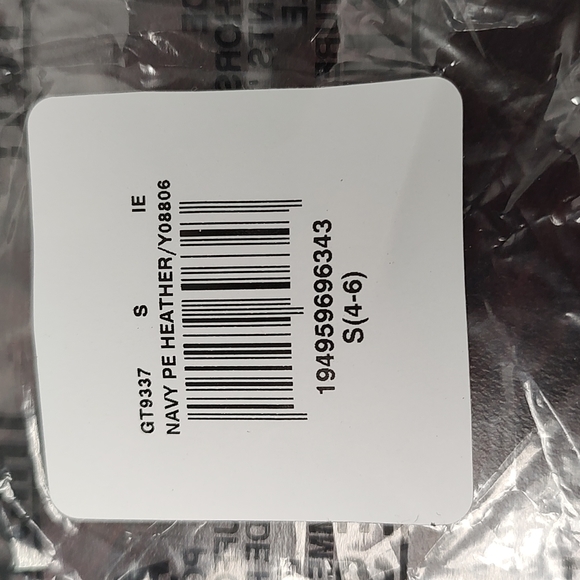 GT9337 S IE
NAVY PE HEATHER/Y08806
194959696343
S(4-6)